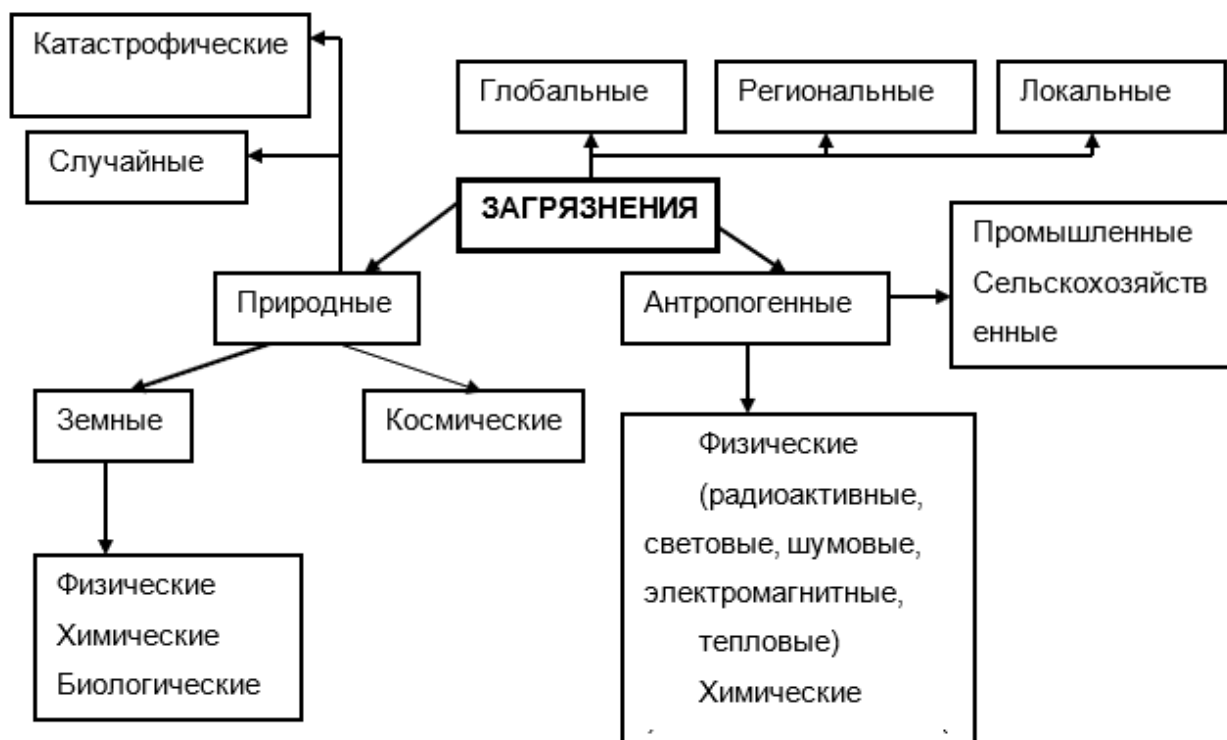 Катастрофические
Глобальные
Региональные
Локальные
Случайные
ЗАГРЯЗНЕНИЯ
Промышленные
Сельскохозяйств
енные
Природные
Антропогенные
Земные
Космические
Физические
(радиоактивные,
световые, шумовые,
электромагнитные,
тепловые)
Химические
Физические
Химические
Биологические